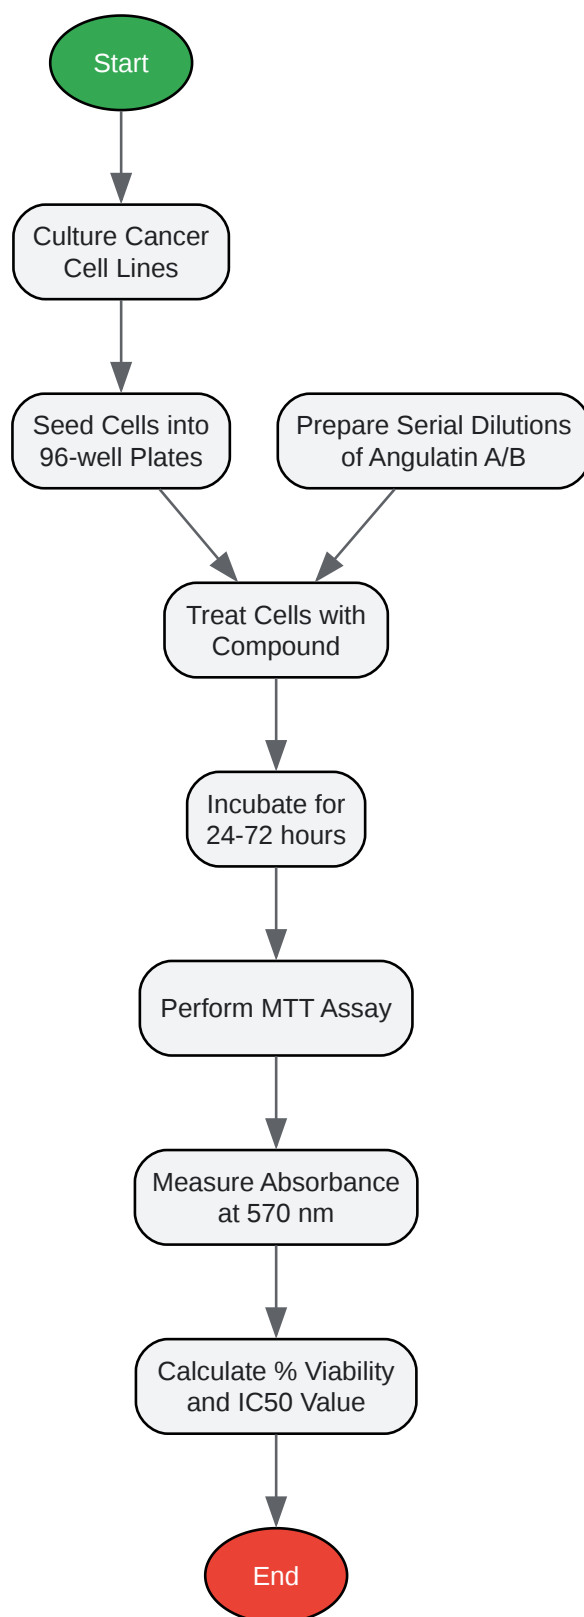 Start
Culture Cancer
Cell Lines
Seed Cells into
96-well Plates
Prepare Serial Dilutions
of Angulatin A/B
Treat Cells with
Compound
Incubate for
24-72 hours
Perform MTT Assay
Measure Absorbance
at 570 nm
Calculate % Viability
and IC50 Value
End